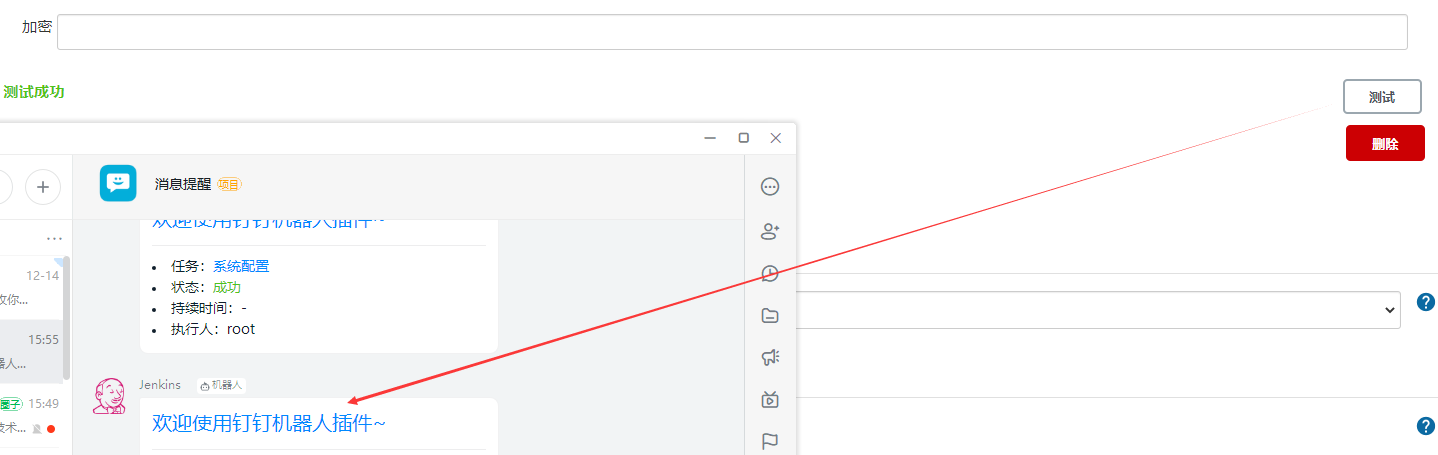 加密
测试成功
测试
删除
消息提醒 项目
欢迎使用钉钉机器人插件~
12-14
任务：系统配置
状态：成功
你...
持续时间：-
执行人：root
15:55
器人...
Jenkins 机器人
圈子 15:49
欢迎使用钉钉机器人插件~
技术...